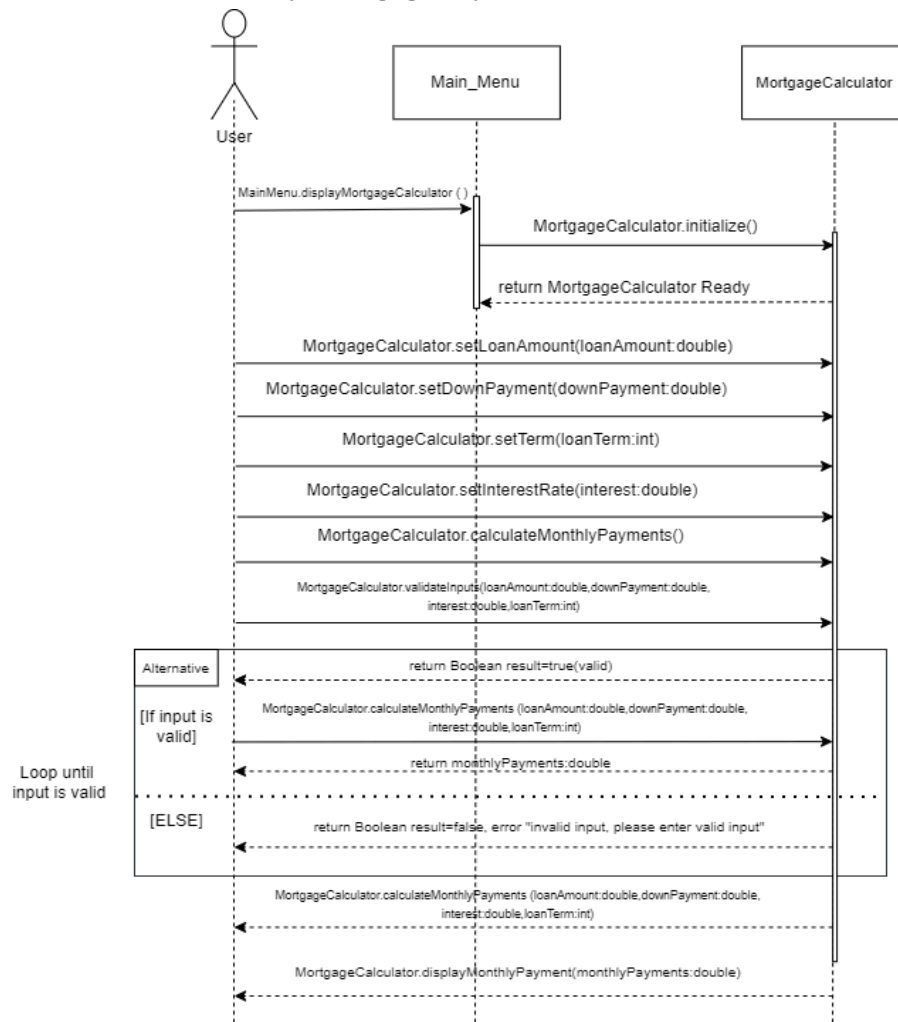 User
Main_Menu
MortgageCalculator
MainMenu.displayMortgageCalculator ( )
MortgageCalculator.initialize()
return MortgageCalculator Ready
MortgageCalculator.setLoanAmount(loanAmount:double)
MortgageCalculator.setDownPayment(downPayment:double)
MortgageCalculator.setTerm(loanTerm:int)
MortgageCalculator.setInterestRate(interest:double)
MortgageCalculator.calculateMonthlyPayments()
MortgageCalculator.validateInputs(loanAmount:double,downPayment:double,
interest:double,loanTerm:int)
Alternative
return Boolean result=true(valid)
[If input is
valid]
MortgageCalculator.calculateMonthlyPayments (loanAmount:double,downPayment:double,
interest:double,loanTerm:int)
return monthlyPayments:double
Loop until
input is valid
[ELSE]
return Boolean result=false, error "invalid input, please enter valid input"
MortgageCalculator.calculateMonthlyPayments (loanAmount:double,downPayment:double,
interest:double,loanTerm:int)
MortgageCalculator.displayMonthlyPayment(monthlyPayments:double)